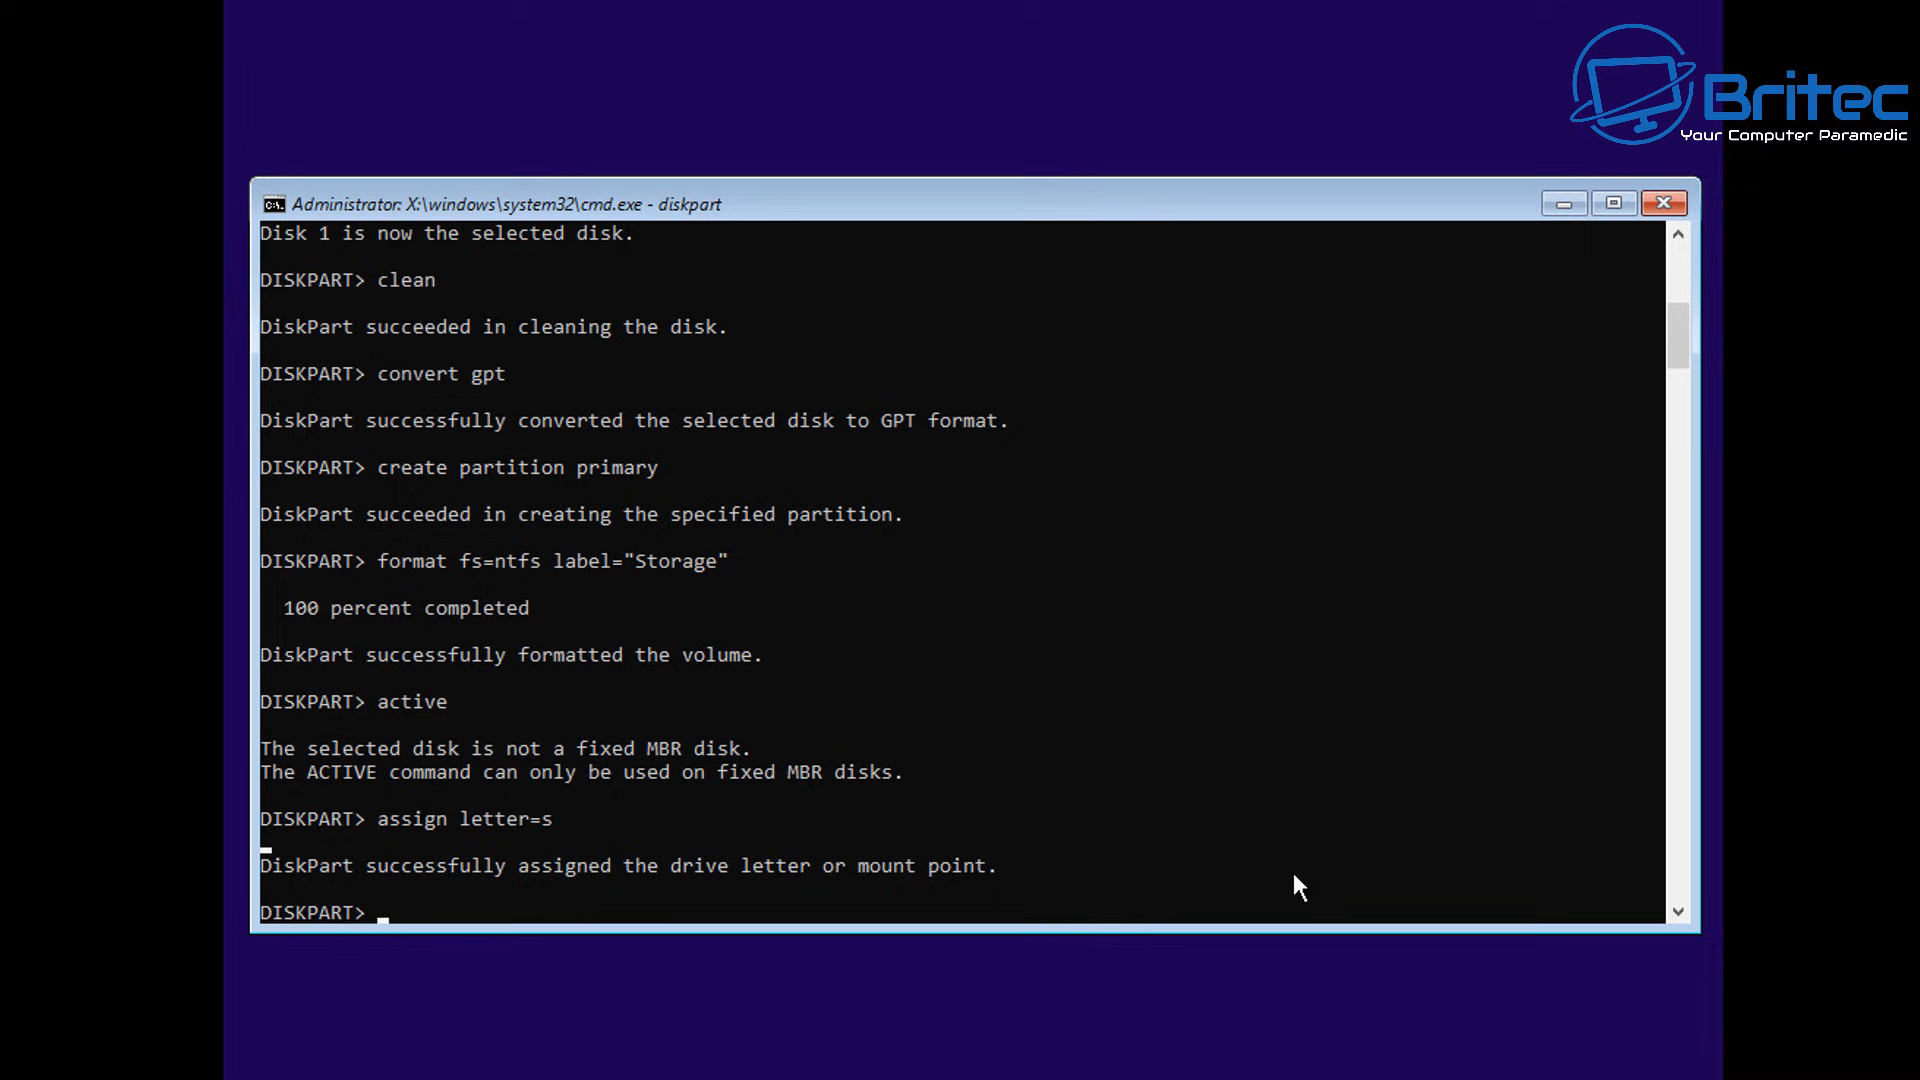 Britec
Your Computer Paramedic
Administrator: X:\windows\system32\cmd.exe - diskpart
Disk 1 is now the selected disk.
DISKPART> clean
DiskPart succeeded in cleaning the disk.
DISKPART> convert gpt
DiskPart successfully converted the selected disk to GPT format.
DISKPART> create partition primary
DiskPart succeeded in creating the specified partition.
DISKPART> format fs=ntfs label="Storage"
100 percent completed
DiskPart successfully formatted the volume.
DISKPART> active
The selected disk is not a fixed MBR disk.
The ACTIVE command can only be used on fixed MBR disks.
DISKPART> assign letter=s
DiskPart successfully assigned the drive letter or mount point.
DISKPART>